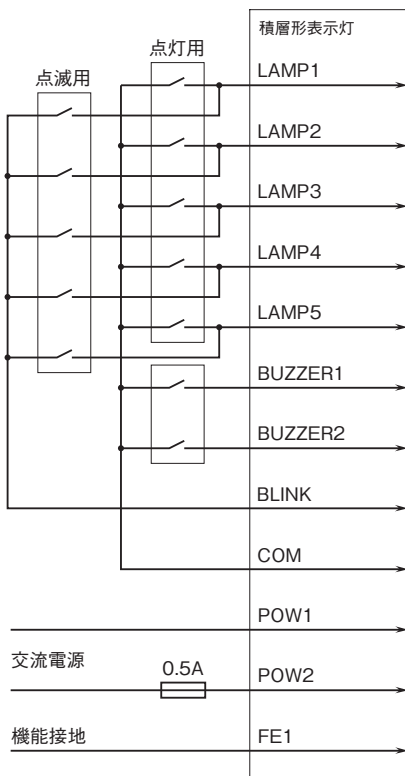 積層形表示灯
点灯用
点滅用
LAMP1
LAMP2
LAMP3
LAMP4
LAMP5
BUZZER1
BUZZER2
BLINK
COM
POW1
交流電源
0.5A
POW2
機能接地
FE1